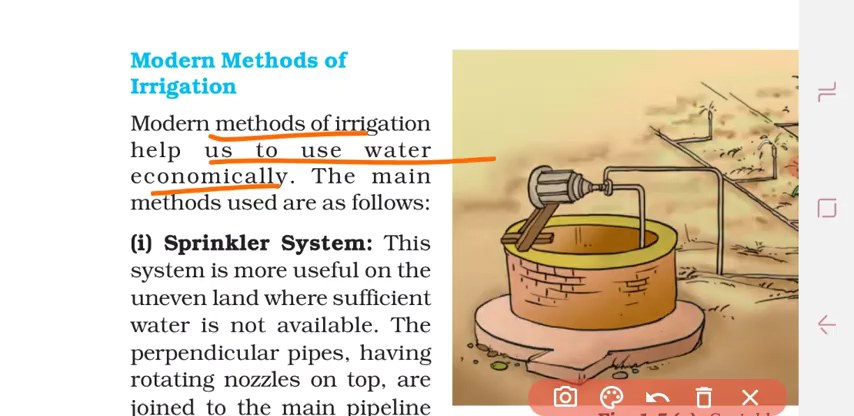 Modern Methods of
Irrigation
Modern methods of irrigation
help us to use water
economically. The main
methods used are as follows:
(i) Sprinkler System: This
system is more useful on the
uneven land where sufficient
water is not available. The
perpendicular pipes, having
rotating nozzles on top, are
joined to the main pipeline